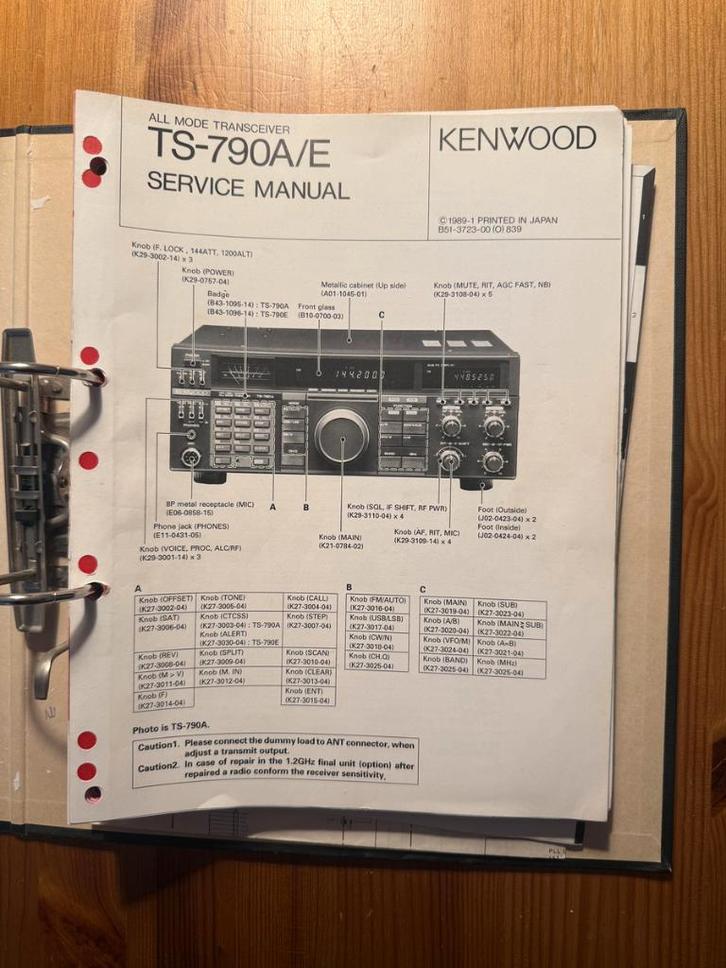 ALL MODE TRANSCEIVER
TS-790A/E
SERVICE MANUAL
KENWOOD
©1989-1 PRINTED IN JAPAN
B51-3723-00(O)839
Knob (F. LOCK , 144ATT, 1200ALT)
(K29-3002-14) x 3
Knob (POWER)
(K29-0757-04)
Badge
(B43-1095-14) : TS-790A
(B43-1096-14) : TS-790E
Front glass
(B10-0700-03)
Metallic cabinet (Up side)
(A01-1045-01)
C
Knob (MUTE, RIT, AGC FAST, NB)
(K29-3108-04) x 5
144.200.0
8P metal receptacle (MIC)
(E06-0858-15)
Phone jack (PHONES)
(E11-0431-05)
Knob (VOICE, PROC, ALC/RF)
(K29-3001-14) x 3
A
B
Knob (MAIN)
(K21-0784-02)
Knob (SQL, IF SHIFT, RF PWR)
(K29-3110-04) x 4
Knob (AF, RIT, MIC)
(K29-3109-14) x 4
Foot (Outside)
(J02-0423-04) x 2
Foot (Inside)
(J02-0424-04) x 2
A
Knob (OFFSET)
(K27-3002-04)
Knob (TONE)
(K27-3005-04)
Knob (CALL)
(K27-3004-04)
Knob (SAT)
(K27-3006-04)
Knob (CTCSS)
(K27-3003-04) : TS-790A
Knob (ALERT)
(K27-3030-04) : TS-790E
Knob (STEP)
(K27-3007-04)
Knob (REV)
(K27-3008-04)
Knob (SPLIT)
(K27-3009-04)
Knob (SCAN)
(K27-3010-04)
Knob (M > V)
(K27-3011-04)
Knob (M. IN)
(K27-3012-04)
Knob (CLEAR)
(K27-3013-04)
Knob (F)
(K27-3014-04)
Knob (ENT)
(K27-3015-04)
B
Knob (FM/AUTO)
(K27-3016-04)
Knob (USB/LSB)
(K27-3017-04)
Knob (CW/N)
(K27-3018-04)
Knob (CH.Q)
(K27-3025-04)
C
Knob (MAIN)
(K27-3019-04)
Knob (SUB)
(K27-3023-04)
Knob (A/B)
(K27-3020-04)
Knob (MAIN⇆SUB)
(K27-3022-04)
Knob (VFO/M)
(K27-3024-04)
Knob (A=B)
(K27-3021-04)
Knob (BAND)
(K27-3025-04)
Knob (MHz)
(K27-3025-04)
Photo is TS-790A.
Caution1. Please connect the dummy load to ANT connector, when
adjust a transmit output.
Caution2. In case of repair in the 1.2GHz final unit (option) after
repaired a radio conform the receiver sensitivity.